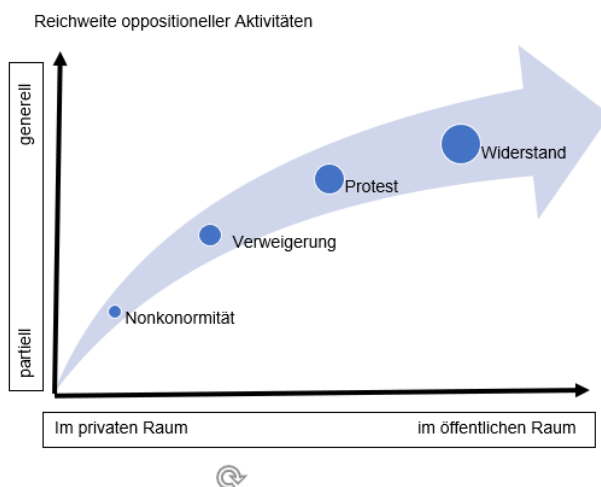 Reichweite oppositioneller Aktivitäten
generell
Widerstand
Protest
Verweigerung
Nonkonormität
partiell
Im privaten Raum im öffentlichen Raum